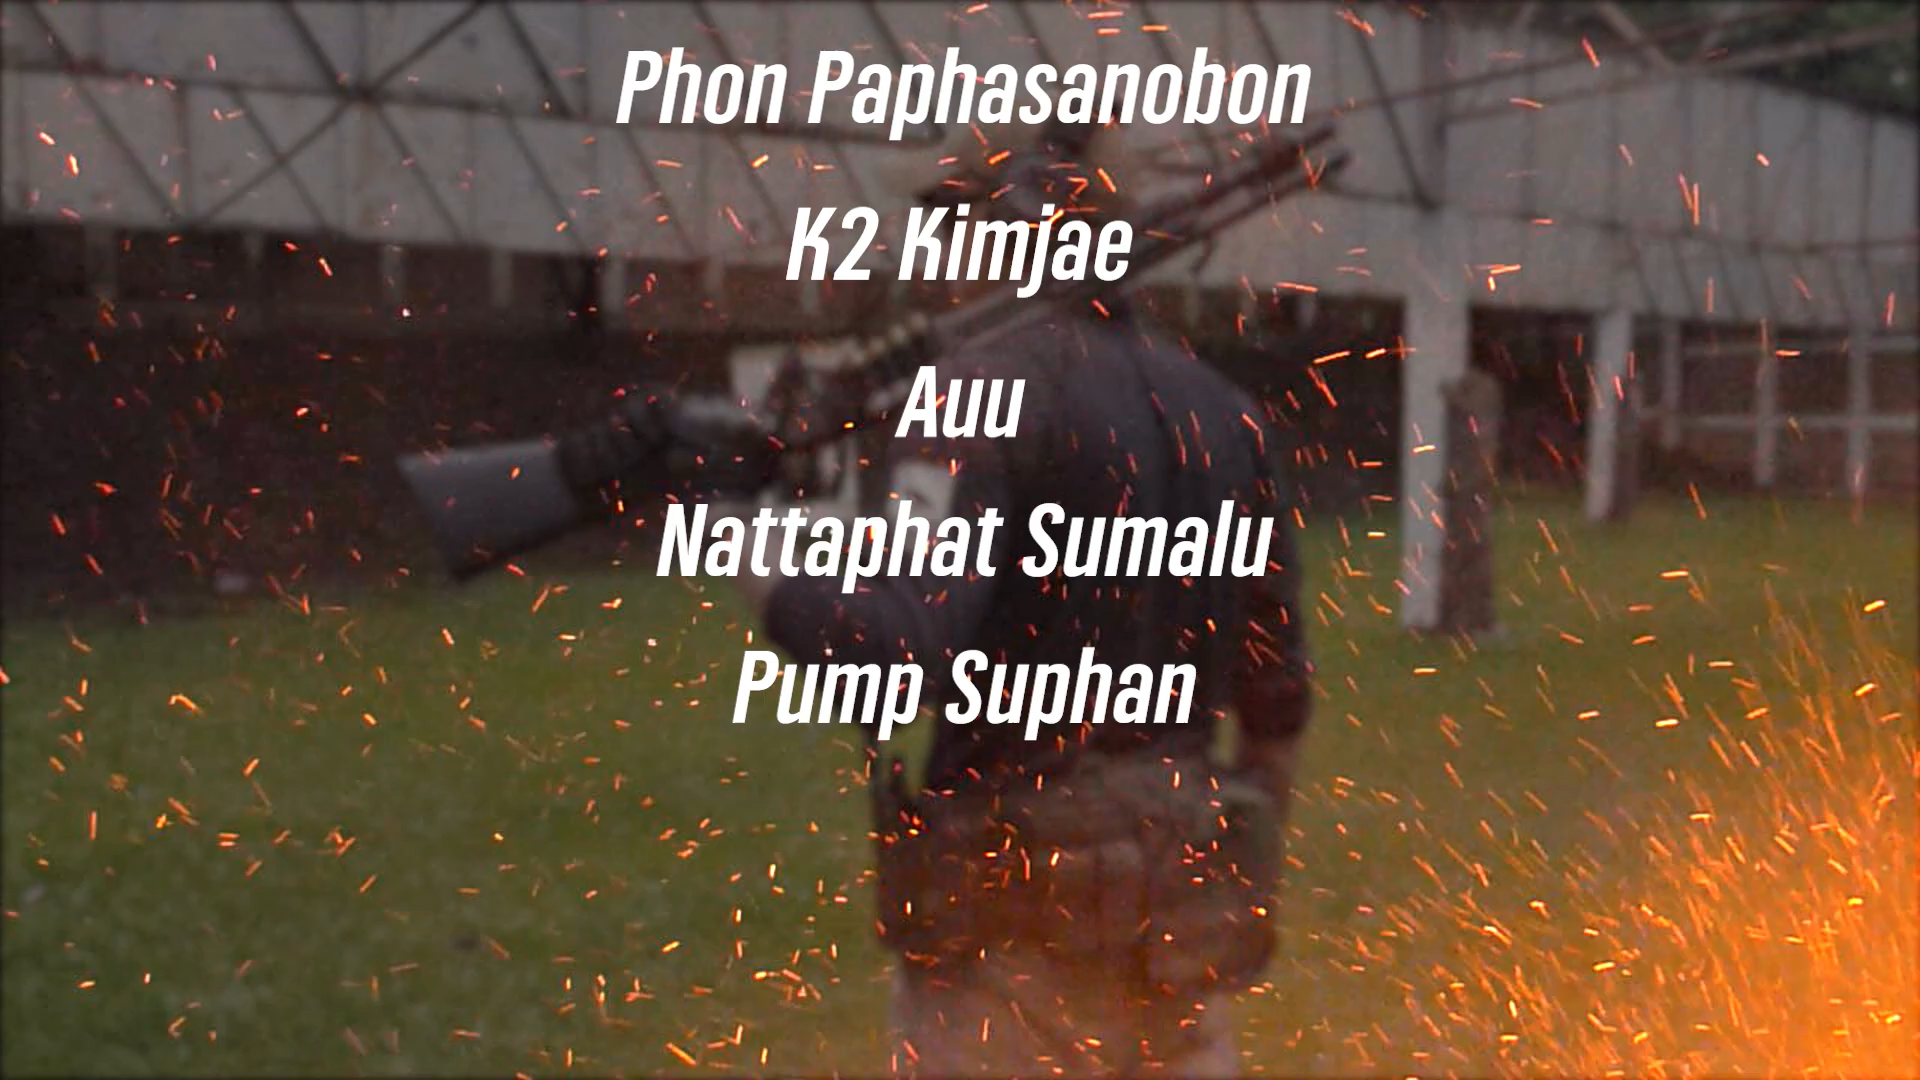 Phon Paphasanobon
K2 Kimjae
Auu
Nattaphat Sumalu
Pump Suphan